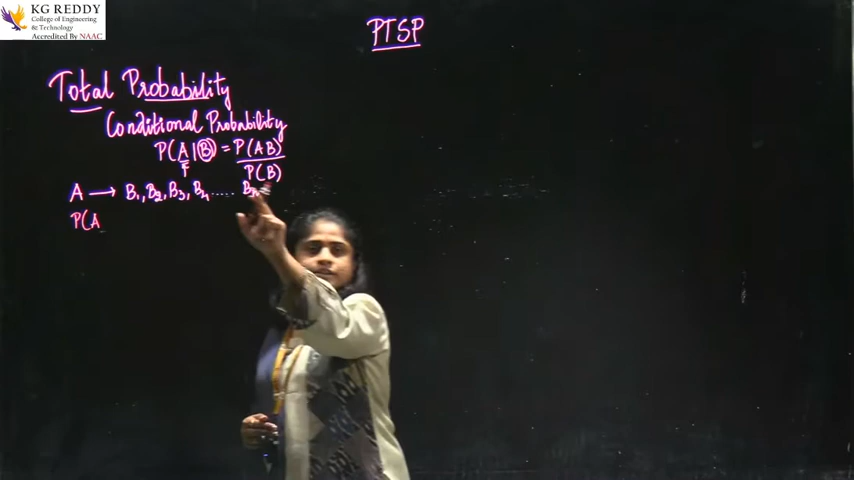 KG REDDY
College of Engineering
& Technology
Accredited By NAAC
PTSP
Total Probability
Conditional Probability
P(A|B) = P(AB)
P(B)
A → B1, B2, B3, B4 ..... Bn
P(A